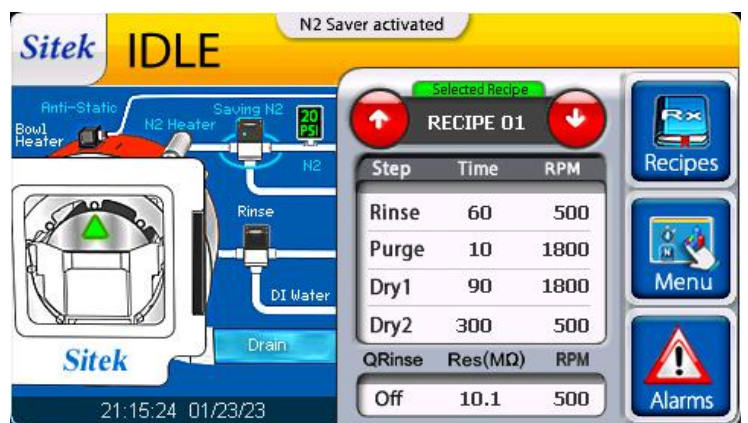 N2 Saver activated
Sitek
IDLE
Anti-Static
Bowl
Heater
N2 Heater
Saving N2
20
PSI
N2
Rinse
DI Water
Drain
Sitek
21:15:24 01/23/23
Selected Recipe
RECIPE 01
Step Time RPM
Rinse 60 500
Purge 10 1800
Dry1 90 1800
Dry2 300 500
QRinse Res(MΩ) RPM
Off 10.1 500
Rx
Recipes
N
Menu
Alarms